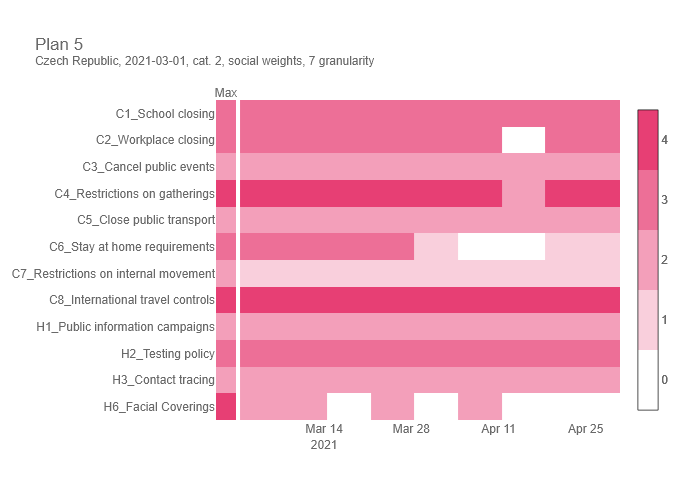 Plan 5
Czech Republic, 2021-03-01, cat. 2, social weights, 7 granularity
Max
C1_School closing
C2_Workplace closing
C3_Cancel public events
C4_Restrictions on gatherings
C5_Close public transport
C6_Stay at home requirements
C7_Restrictions on internal movement
C8_International travel controls
H1_Public information campaigns
H2_Testing policy
H3_Contact tracing
H6_Facial Coverings
Mar 14
2021
Mar 28
Apr 11
Apr 25
4
3
2
1
0